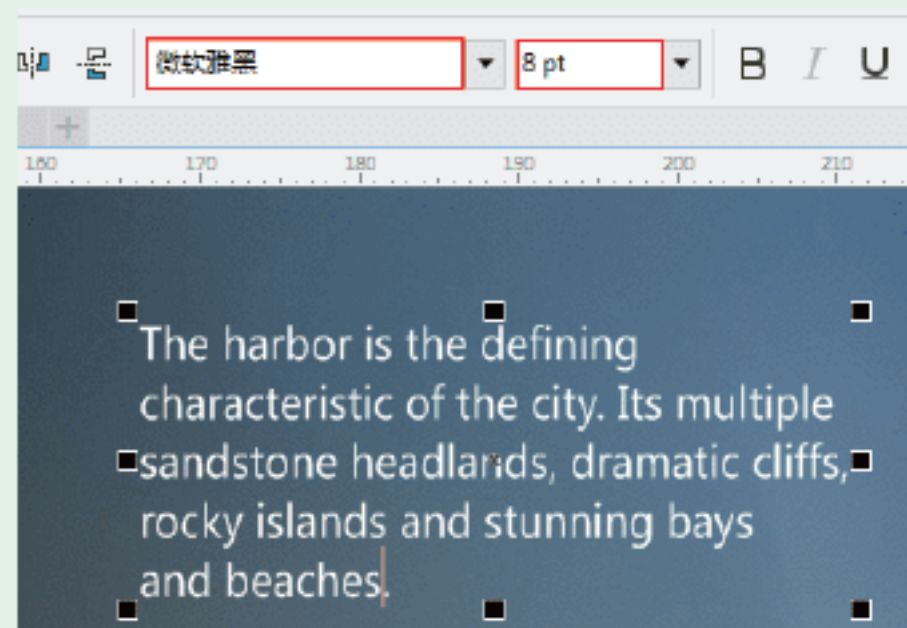 微软雅黑
8 pt
B I U
160 170 180 190 200 210
The harbor is the defining
characteristic of the city. Its multiple
sandstone headlands, dramatic cliffs,
rocky islands and stunning bays
and beaches.